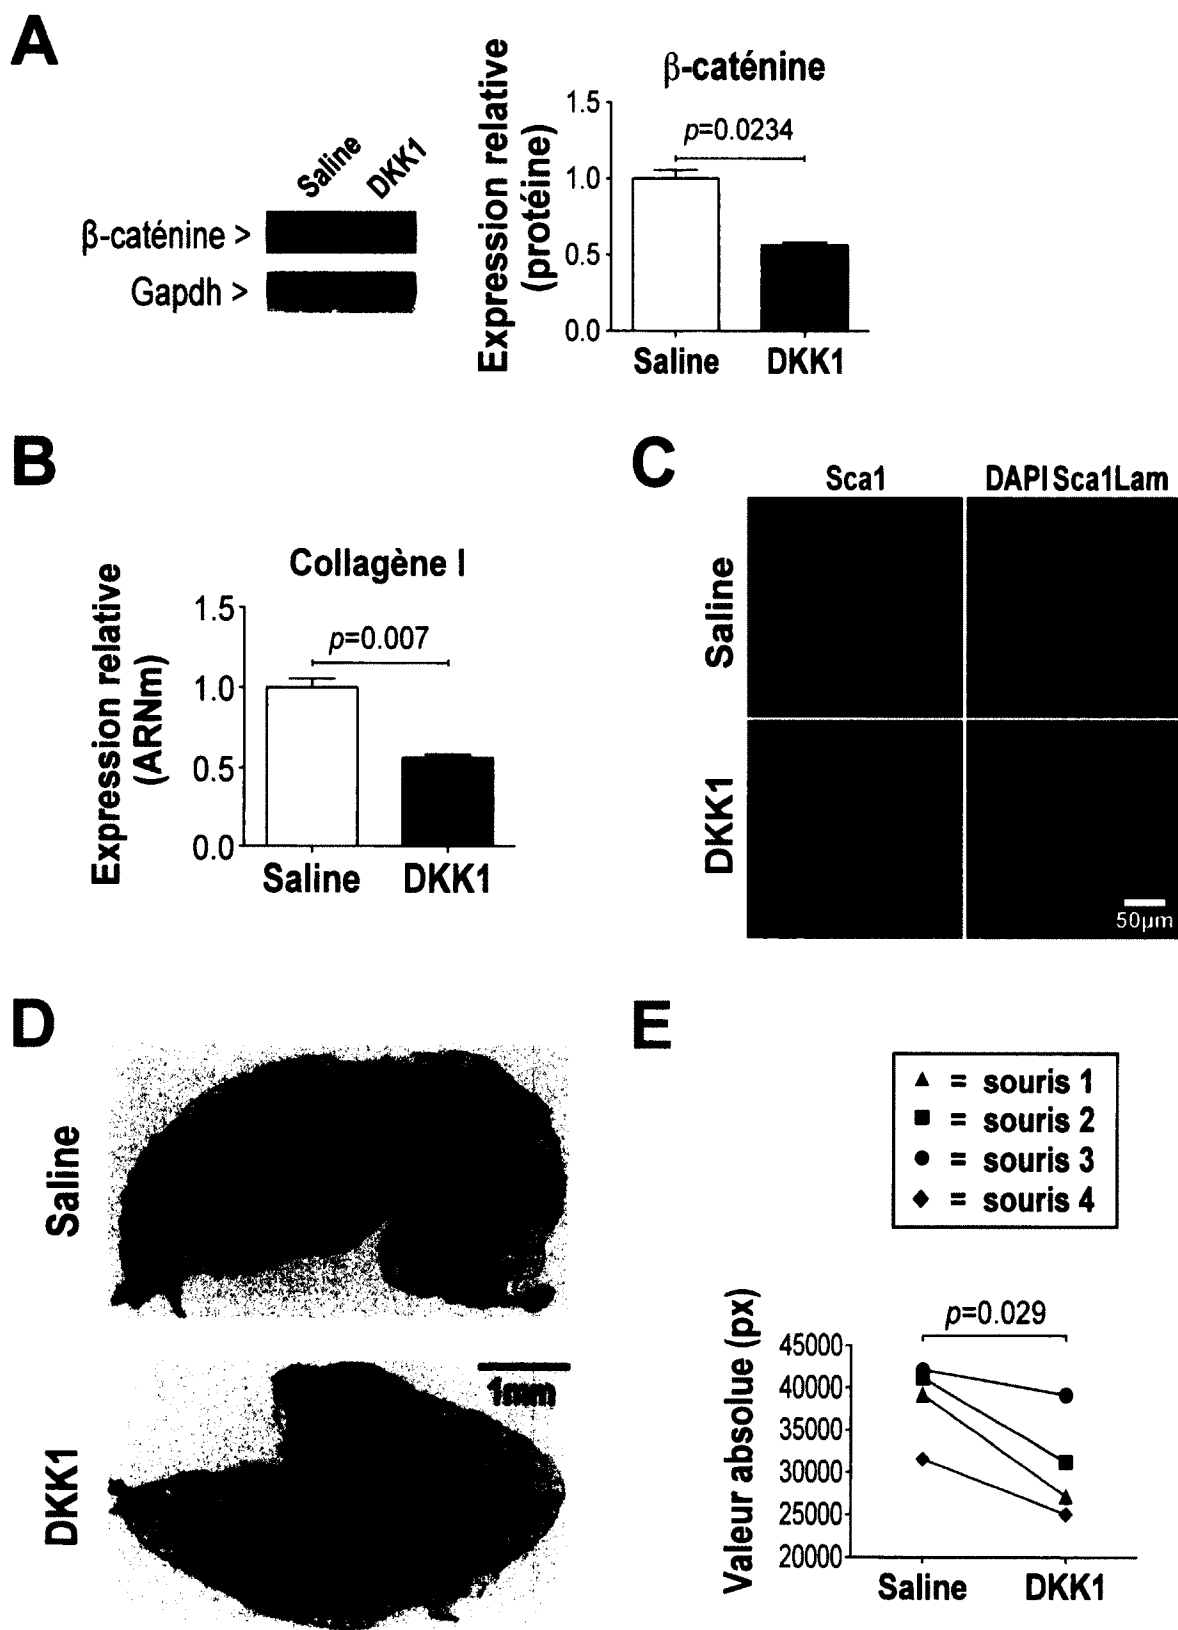 A
Saline
DKK1
β-caténine >
Gapdh >
β-caténine
Expression relative
(protéine)
1.5
1.0
0.5
0.0
p=0.0234
Saline
DKK1
B
Collagène I
Expression relative
(ARNm)
1.5
1.0
0.5
0.0
p=0.007
Saline
DKK1
C
Sca1
DAPI Sca1Lam
Saline
DKK1
50µm
D
Saline
1mm
DKK1
E
▲ = souris 1
■ = souris 2
● = souris 3
◆ = souris 4
p=0.029
Valeur absolue (px)
45000
40000
35000
30000
25000
20000
Saline
DKK1